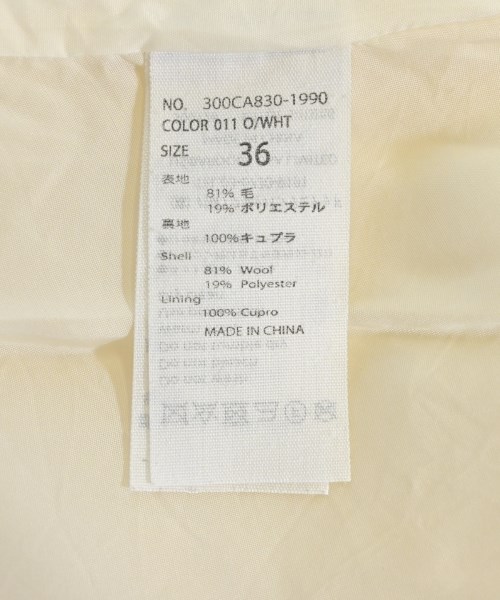 NO. 300CA830-1990
COLOR 011 O/WHT
SIZE 36
表地
81% 毛
19% ポリエステル
裏地
100%キュプラ
Shell
81% Wool
19% Polyester
Lining
100% Cupro
MADE IN CHINA